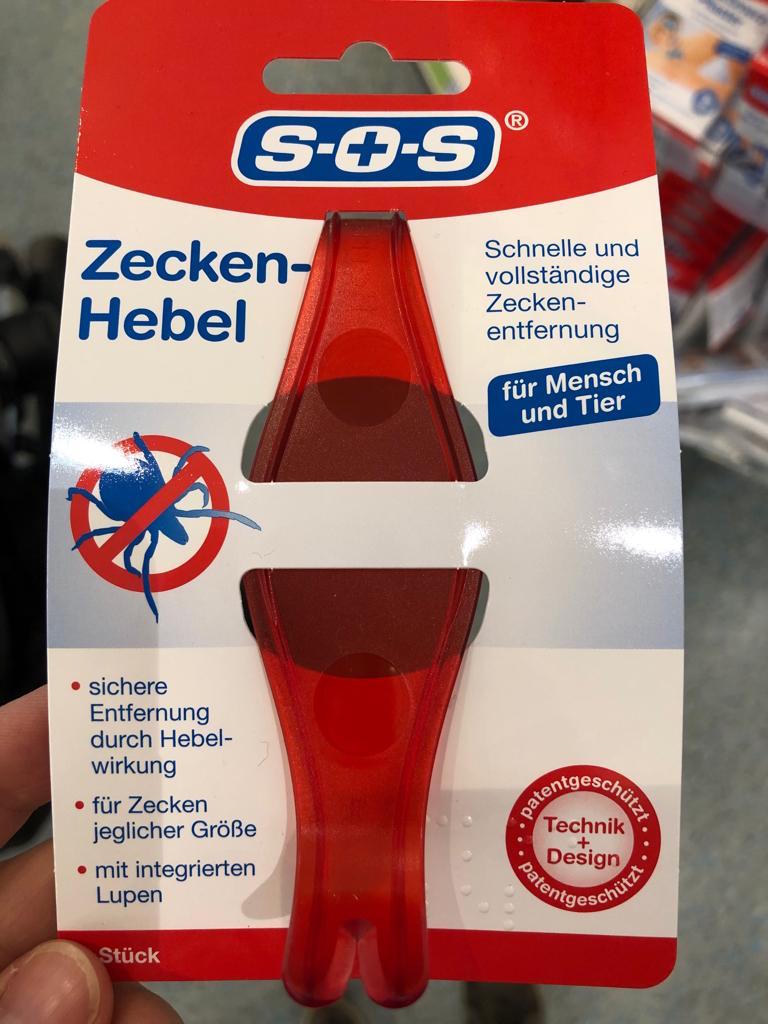 S-O-S®
Zecken-
Hebel
Schnelle und
vollständige
Zecken-
entfernung
für Mensch
und Tier
• sichere
Entfernung
durch Hebel-
wirkung
• für Zecken
jeglicher Größe
• mit integrierten
Lupen
patentgeschützt
Technik
+
Design
patentgeschützt
Stück